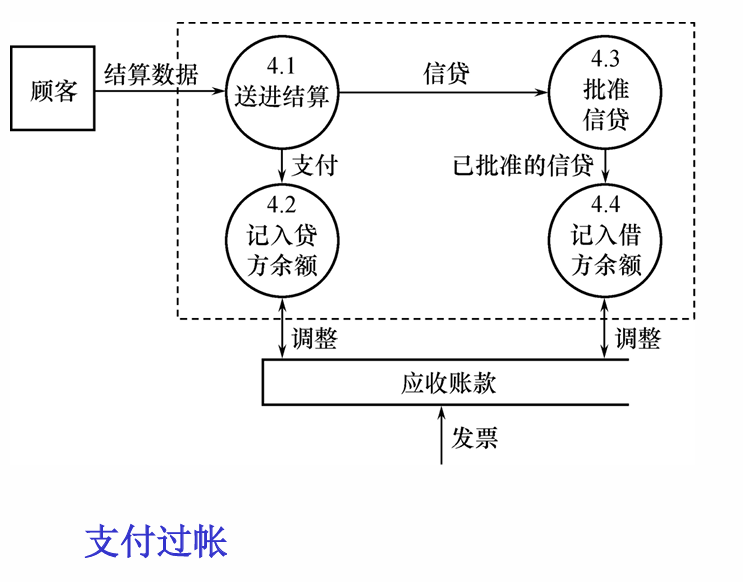 顾客
结算数据
4.1
送进结算
信贷
4.3
批准
信贷
支付
已批准的信贷
4.2
记入贷
方余额
4.4
记入借
方余额
调整
调整
应收账款
发票
支付过帐